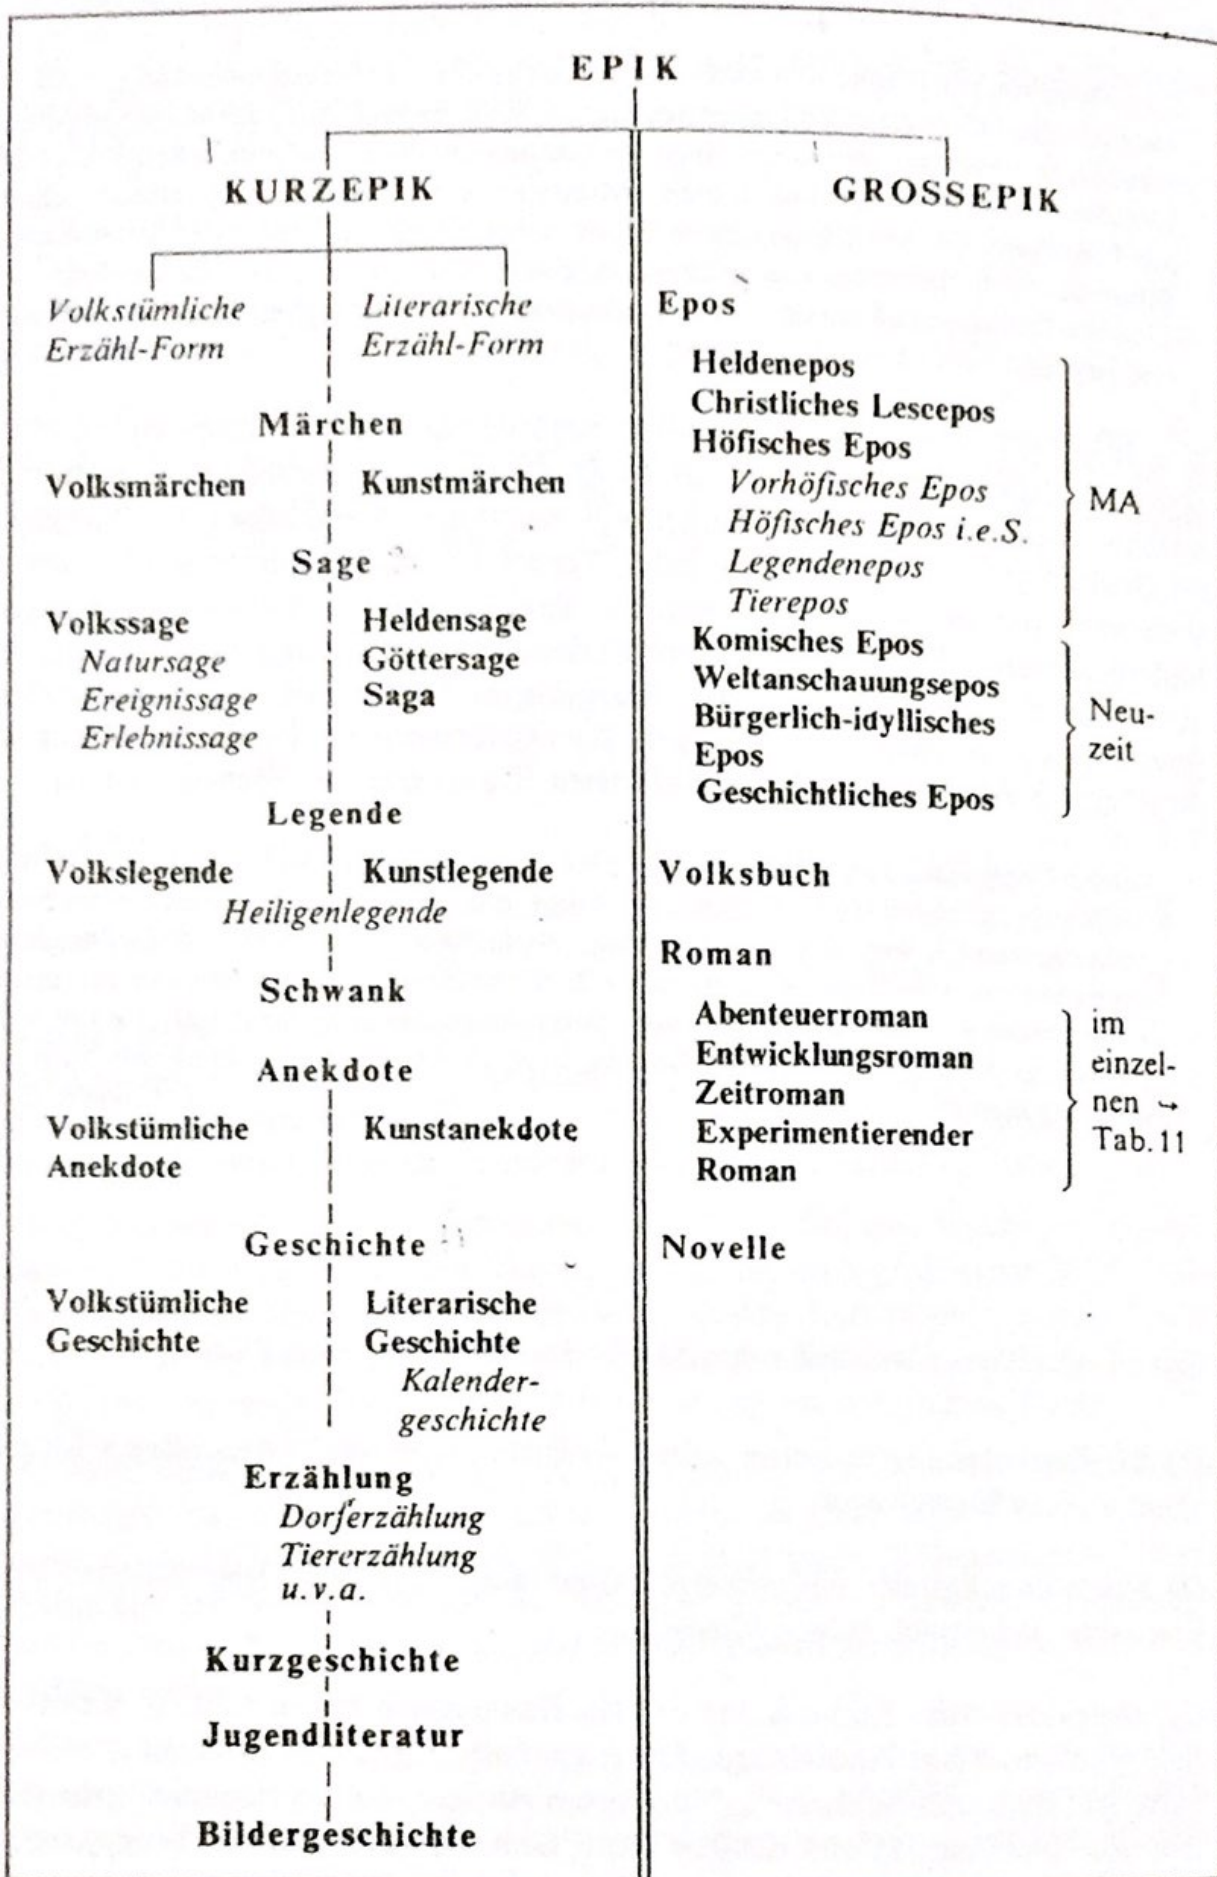 EPIK
KURZEPIK
Volkstümliche
Erzähl-Form
Literarische
Erzähl-Form
Märchen
Volksmärchen
Kunstmärchen
Sage
Volkssage
Natursage
Ereignissage
Erlebnissage
Heldensage
Göttersage
Saga
Legende
Volkslegende
Kunstlegende
Heiligenlegende
Schwank
Anekdote
Volkstümliche
Anekdote
Kunstanekdote
Geschichte
Volkstümliche
Geschichte
Literarische
Geschichte
Kalender-
geschichte
Erzählung
Dorferzählung
Tiererzählung
u.v.a.
Kurzgeschichte
Jugendliteratur
Bildergeschichte
GROSSEPIK
Epos
Heldenepos
Christliches Lescepos
Höfisches Epos
Vorhöfisches Epos
Höfisches Epos i.e.S.
Legendenepos
Tierepos
MA
Komisches Epos
Weltanschauungsepos
Bürgerlich-idyllisches
Epos
Geschichtliches Epos
Neu-
zeit
Volksbuch
Roman
Abenteuerroman
Entwicklungsroman
Zeitroman
Experimentierender
Roman
im
einzel-
nen ↪
Tab. 11
Novelle